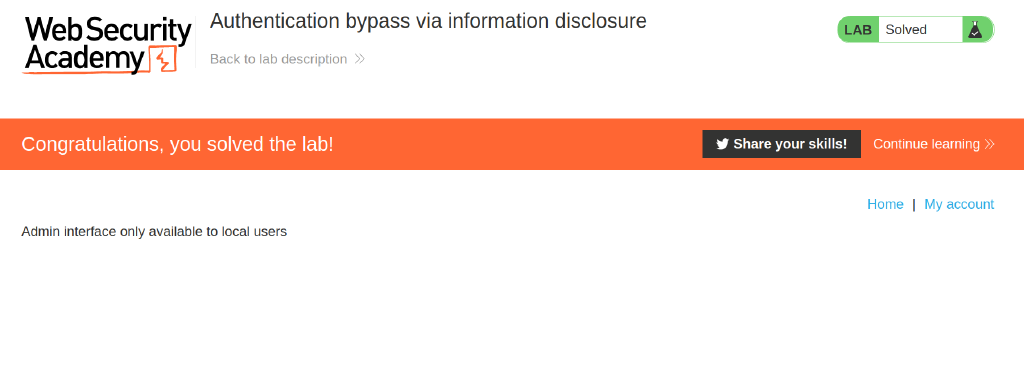 Web Security
Academy
Authentication bypass via information disclosure
Back to lab description
LAB Solved
Congratulations, you solved the lab!
Share your skills! Continue learning
Home | My account
Admin interface only available to local users